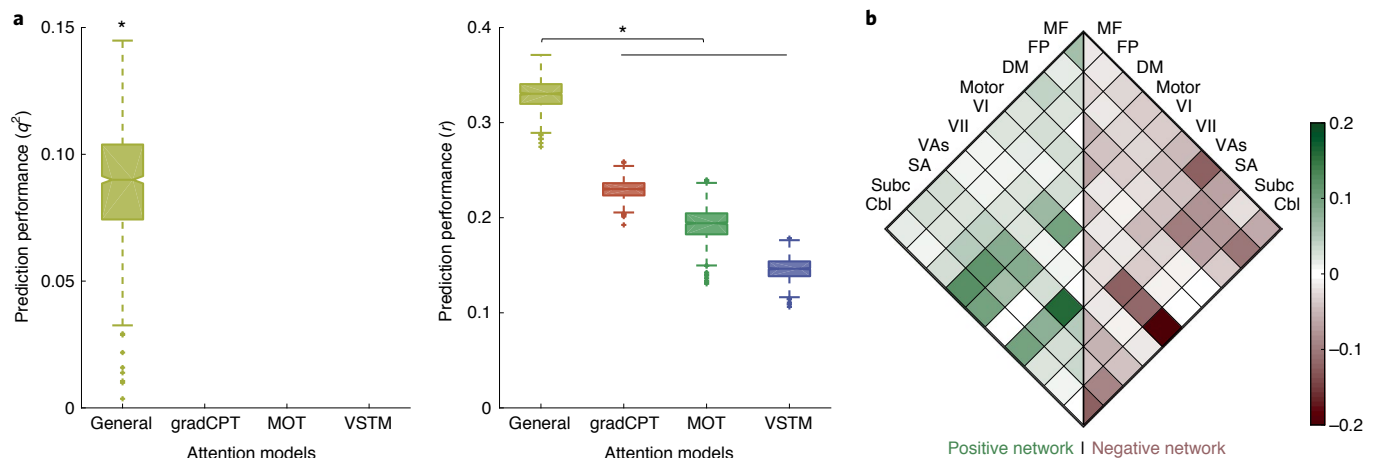 a
0.15
0.10
0.05
0
Prediction performance (q²)
*
General gradCPT MOT VSTM
Attention models
0.4
0.3
0.2
0.1
0
Prediction performance (r)
*
General gradCPT MOT VSTM
Attention models
b
MF MF
FP FP
DM DM
Motor Motor
VI VI
VII VII
VAs VAs
SA SA
Subc Subc
Cbl Cbl
0.2
0.1
0
–0.1
–0.2
Positive network | Negative network